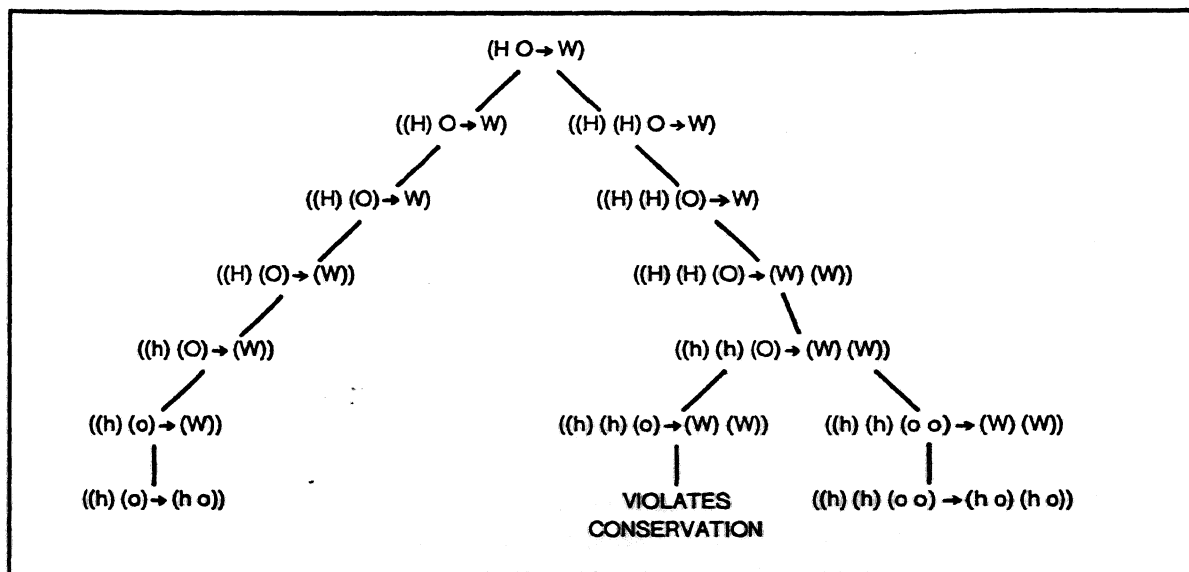 (H O→W)
((H) O→W) ((H) (H) O→W)
((H) (O)→W) ((H) (H) (O)→W)
((H) (O)→(W)) ((H) (H) (O)→(W) (W))
((h) (O)→(W)) ((h) (h) (O)→(W) (W))
((h) (o)→(W)) ((h) (h) (o)→(W) (W)) ((h) (h) (o o)→(W) (W))
((h) (o)→(h o)) VIOLATES CONSERVATION ((h) (h) (o o)→(h o) (h o))